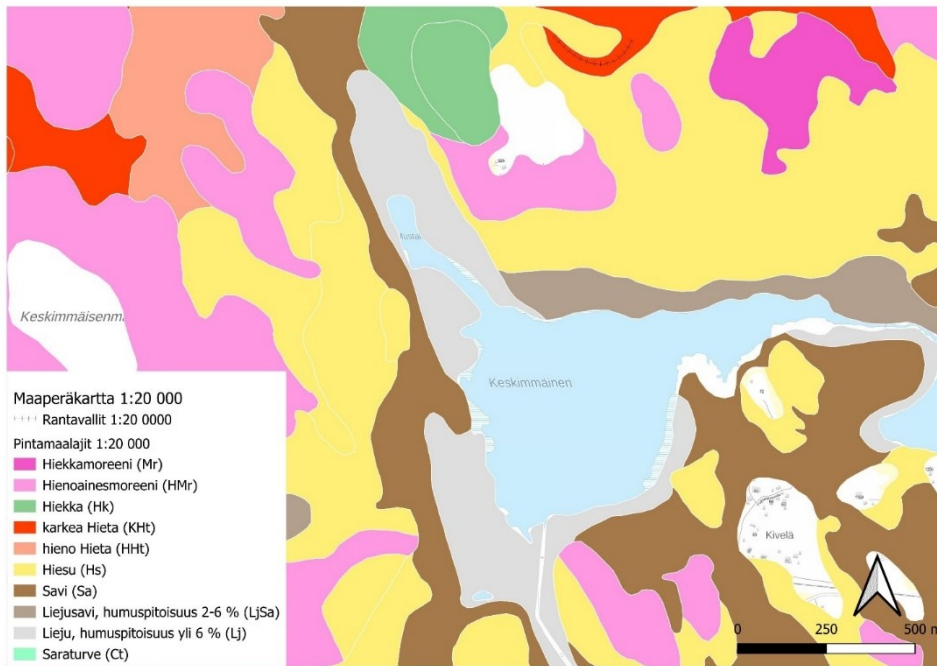 Mustai
Keskimmäisenmä
Keskimmäinen
Kivelä
Maaperäkartta 1:20 000
Rantavallit 1:20 0000
Pintamaalajit 1:20 000
Hiekkamoreeni (Mr)
Hienoainesmoreeni (HMr)
Hiekka (Hk)
karkea Hieta (KHt)
hieno Hieta (HHt)
Hiesu (Hs)
Savi (Sa)
Liejusavi, humuspitoisuus 2-6 % (LjSa)
Lieju, humuspitoisuus yli 6 % (Lj)
Saraturve (Ct)
0 250 500 m